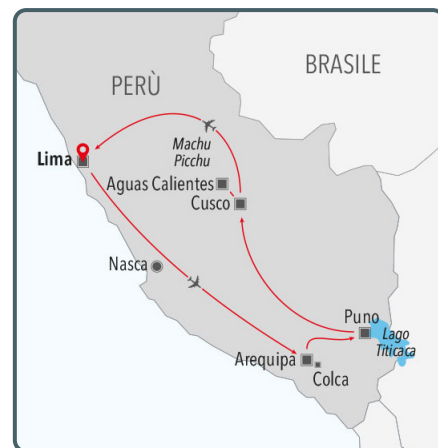 BRASILE
PERÙ
Machu
Picchu
Lima
Aguas Calientes
Cusco
Nasca
Puno
Lago
Titicaca
Arequipa
Colca